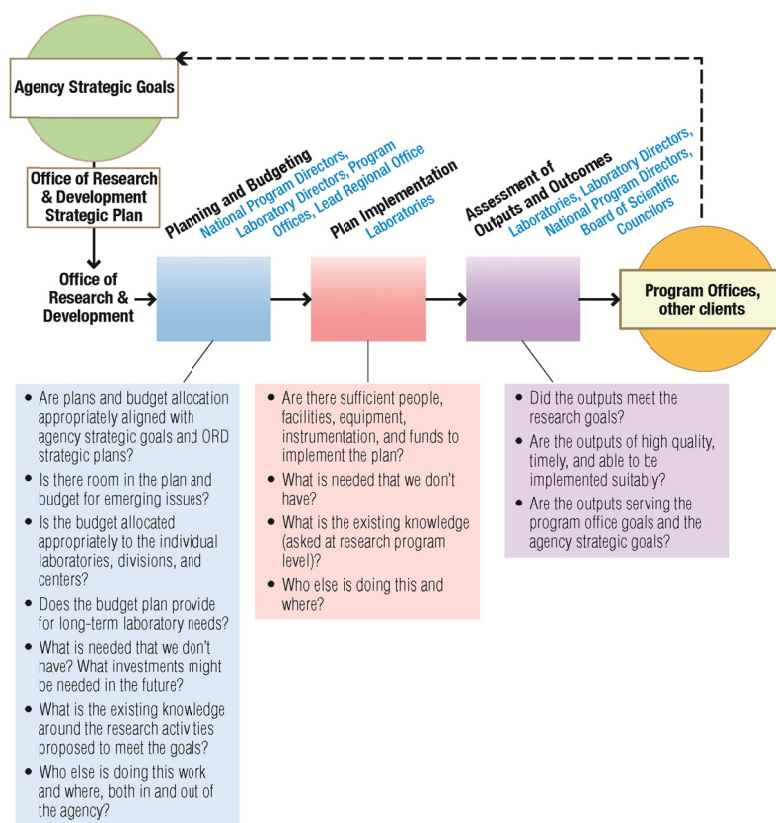 Agency Strategic Goals
Office of Research
& Development
Strategic Plan
Office of
Research &
Development
Planning and Budgeting
National Program Directors,
Laboratory Directors, Program
Offices, Lead Regional Office
Plan Implementation
Laboratories
Assessment of
Outputs and Outcomes
Laboratories, Laboratory Directors,
National Program Directors,
Board of Scientific
Councilors
Program Offices,
other clients
• Are plans and budget allocation
appropriately aligned with
agency strategic goals and ORD
strategic plans?
• Is there room in the plan and
budget for emerging issues?
• Is the budget allocated
appropriately to the individual
laboratories, divisions, and
centers?
• Does the budget plan provide
for long-term laboratory needs?
• What is needed that we don't
have? What investments might
be needed in the future?
• What is the existing knowledge
around the research activities
proposed to meet the goals?
• Who else is doing this work
and where, both in and out of
the agency?
• Are there sufficient people,
facilities, equipment,
instrumentation, and funds to
implement the plan?
• What is needed that we don't
have?
• What is the existing knowledge
(asked at research program
level)?
• Who else is doing this and
where?
• Did the outputs meet the
research goals?
• Are the outputs of high quality,
timely, and able to be
implemented suitably?
• Are the outputs serving the
program office goals and the
agency strategic goals?